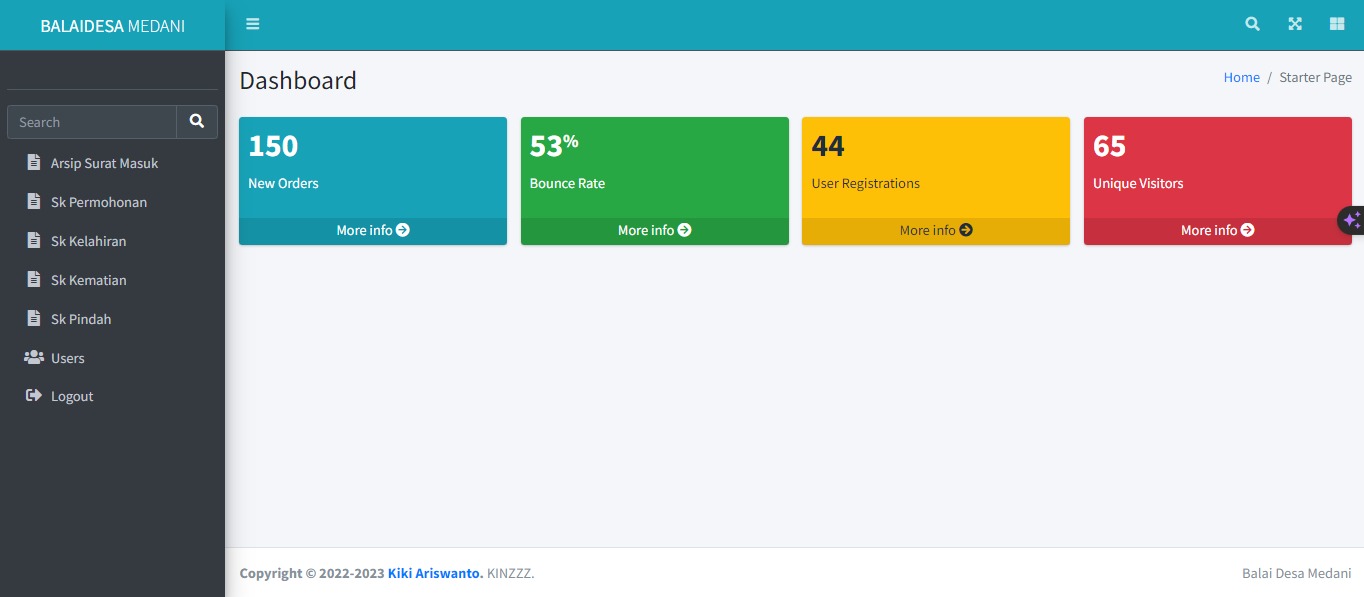 BALAIDESA MEDANI
Search
Arsip Surat Masuk
Sk Permohonan
Sk Kelahiran
Sk Kematian
Sk Pindah
Users
Logout
Dashboard
Home / Starter Page
150
New Orders
More info
53%
Bounce Rate
More info
44
User Registrations
More info
65
Unique Visitors
More info
Copyright © 2022-2023 Kiki Ariswanto. KINZZZ.
Balai Desa Medani